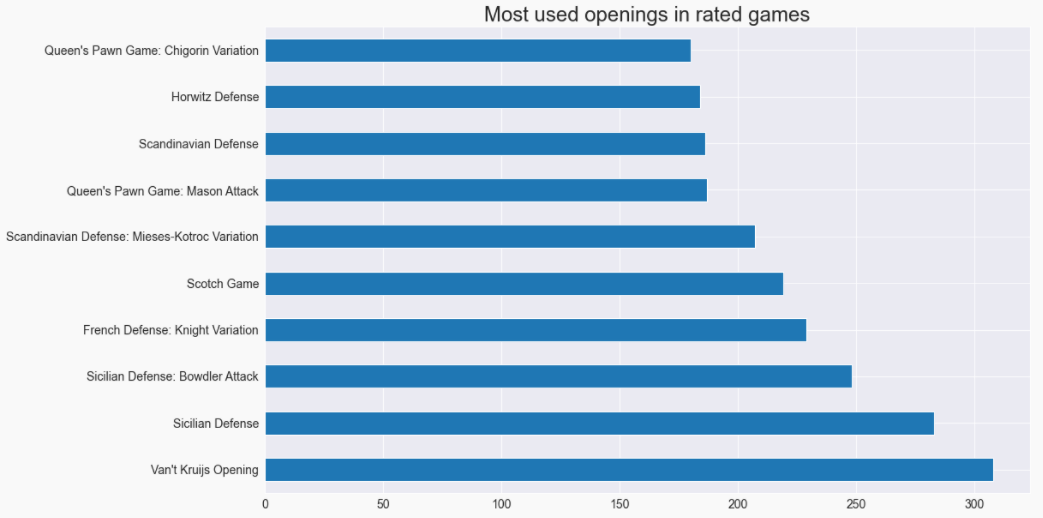 Most used openings in rated games
Queen's Pawn Game: Chigorin Variation
Horwitz Defense
Scandinavian Defense
Queen's Pawn Game: Mason Attack
Scandinavian Defense: Mieses-Kotroc Variation
Scotch Game
French Defense: Knight Variation
Sicilian Defense: Bowdler Attack
Sicilian Defense
Van't Kruijs Opening
0 50 100 150 200 250 300